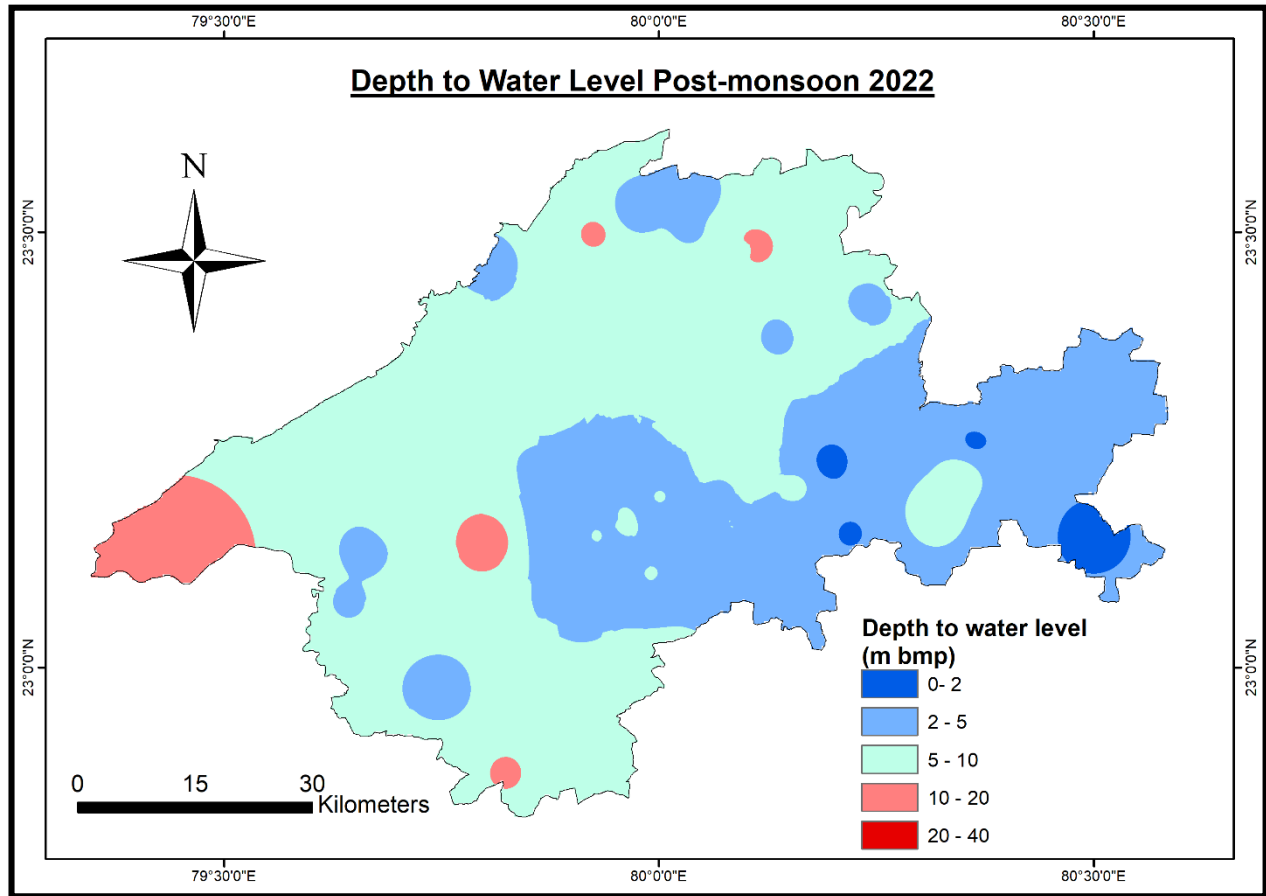 79°30'0"E 80°0'0"E 80°30'0"E
Depth to Water Level Post-monsoon 2022
N
23°30'0"N 23°30'0"N
23°0'0"N 23°0'0"N
Depth to water level
(m bmp)
0- 2
2 - 5
5 - 10
10 - 20
20 - 40
0 15 30
Kilometers
79°30'0"E 80°0'0"E 80°30'0"E